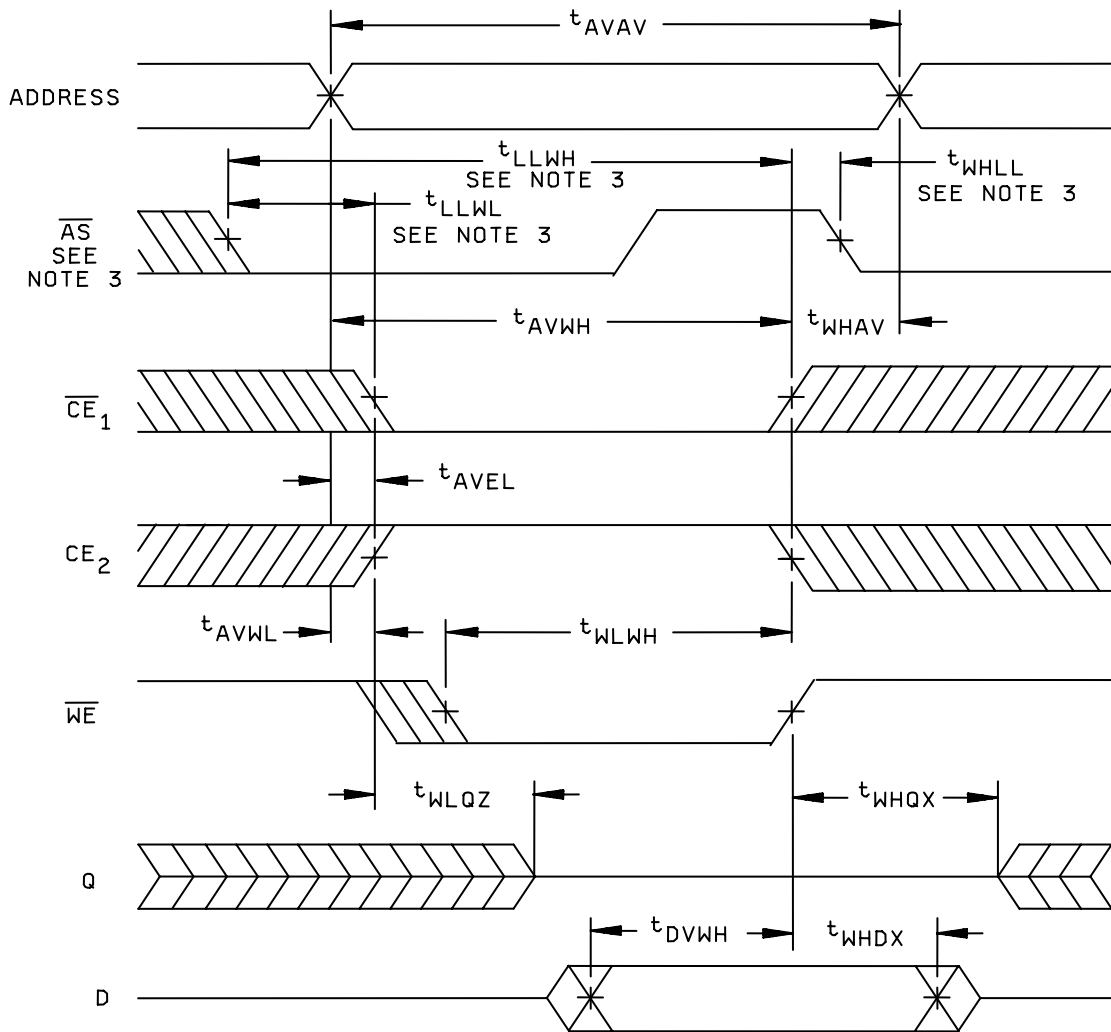 tAVAV
ADDRESS
tLLWH
SEE NOTE 3
tWHLL
SEE NOTE 3
tLLWL
SEE NOTE 3
AS
SEE
NOTE 3
tAVWH
tWHAV
CE1
tAVEL
CE2
tAVWL
tWLWH
WE
tWLQZ
tWHQX
Q
tDVWH
tWHDX
D